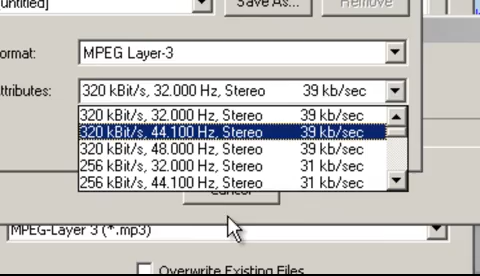 [untitled]
Save As...
Remove
ormat:
MPEG Layer-3
ttributes:
320 kBit/s, 32.000 Hz, Stereo 39 kb/sec
320 kBit/s, 32.000 Hz, Stereo 39 kb/sec
320 kBit/s, 44.100 Hz, Stereo 39 kb/sec
320 kBit/s, 48.000 Hz, Stereo 39 kb/sec
256 kBit/s, 32.000 Hz, Stereo 31 kb/sec
256 kBit/s, 44.100 Hz, Stereo 31 kb/sec
Cancel
MPEG-Layer 3 (*.mp3)
Overwrite Existing Files